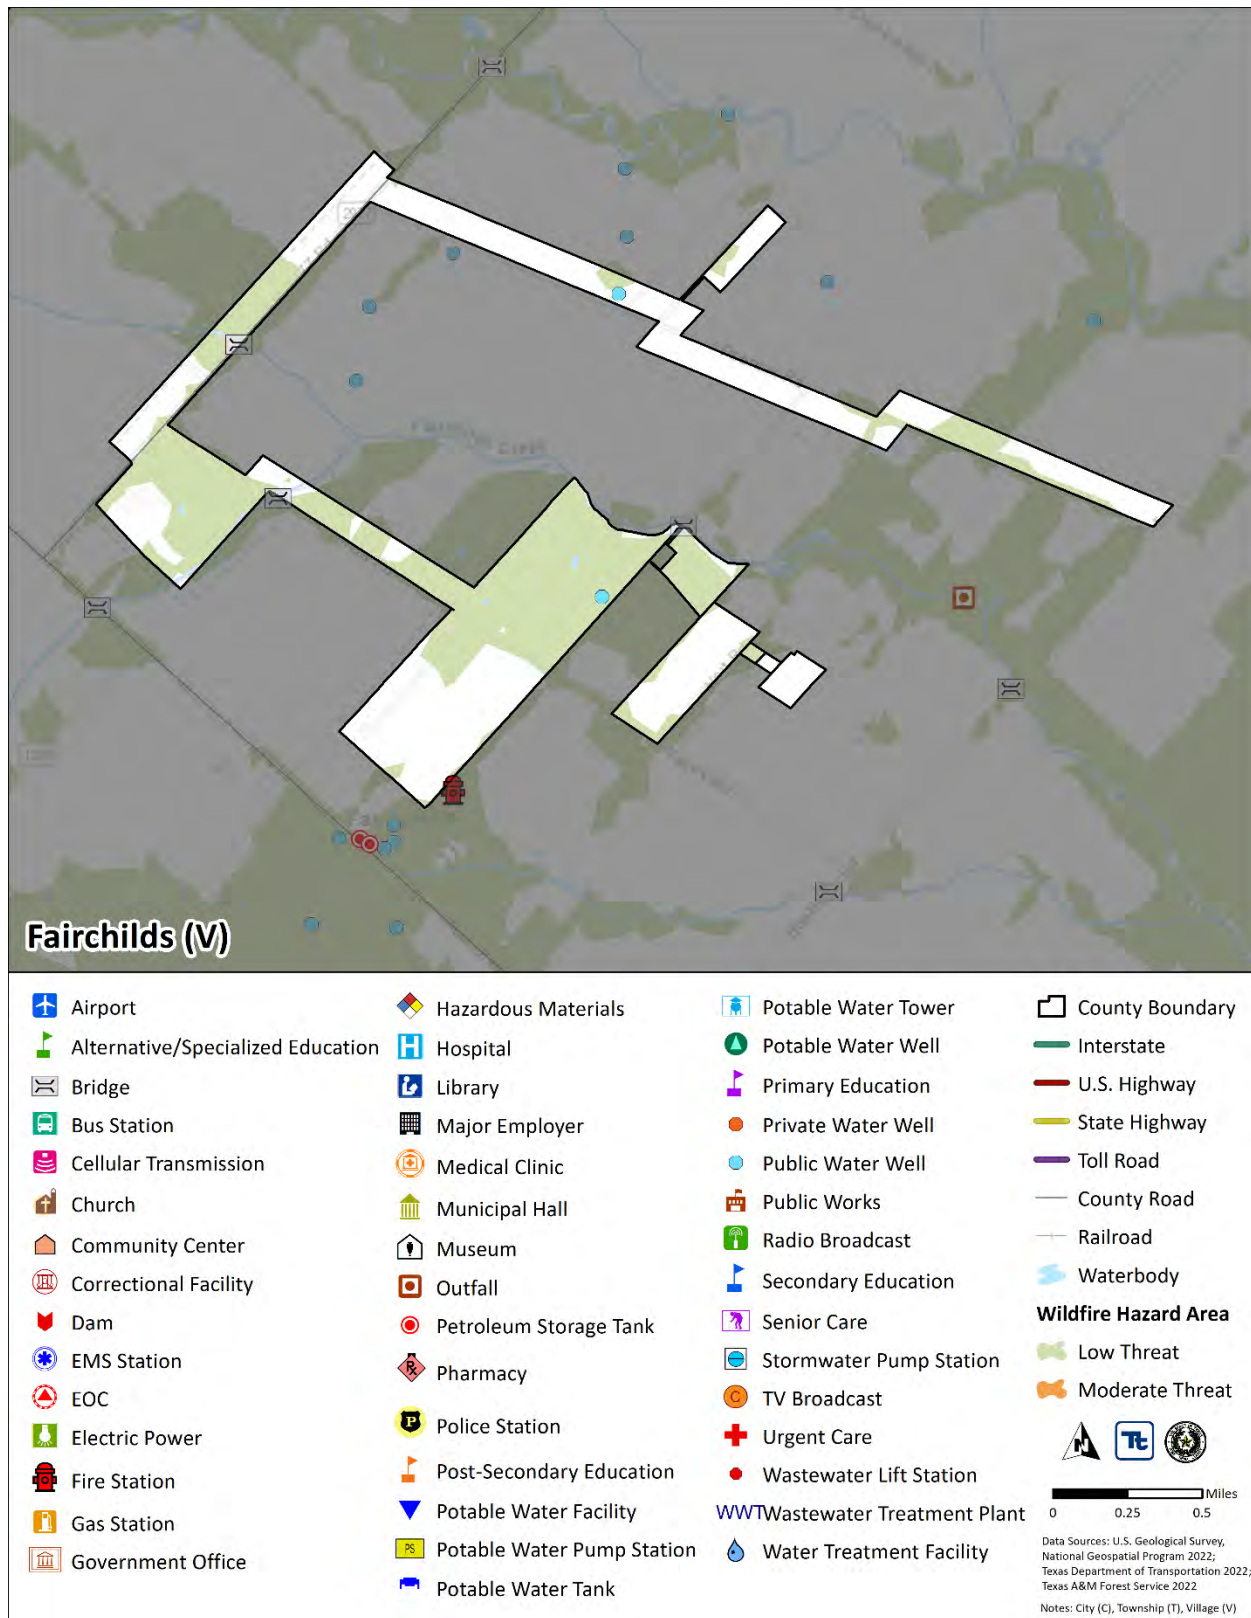 Fairchilds (V)
Airport
Alternative/Specialized Education
Bridge
Bus Station
Cellular Transmission
Church
Community Center
Correctional Facility
Dam
EMS Station
EOC
Electric Power
Fire Station
Gas Station
Government Office
Hazardous Materials
Hospital
Library
Major Employer
Medical Clinic
Municipal Hall
Museum
Outfall
Petroleum Storage Tank
Pharmacy
Police Station
Post-Secondary Education
Potable Water Facility
PS
Potable Water Pump Station
Potable Water Tank
Potable Water Tower
Potable Water Well
Primary Education
Private Water Well
Public Water Well
Public Works
Radio Broadcast
Secondary Education
Senior Care
Stormwater Pump Station
C
TV Broadcast
Urgent Care
Wastewater Lift Station
WWT
Wastewater Treatment Plant
Water Treatment Facility
County Boundary
Interstate
U.S. Highway
State Highway
Toll Road
County Road
Railroad
Waterbody
Wildfire Hazard Area
Low Threat
Moderate Threat
N
Tt
Miles
0 0.25 0.5
Data Sources: U.S. Geological Survey,
National Geospatial Program 2022;
Texas Department of Transportation 2022;
Texas A&M Forest Service 2022
Notes: City (C), Township (T), Village (V)